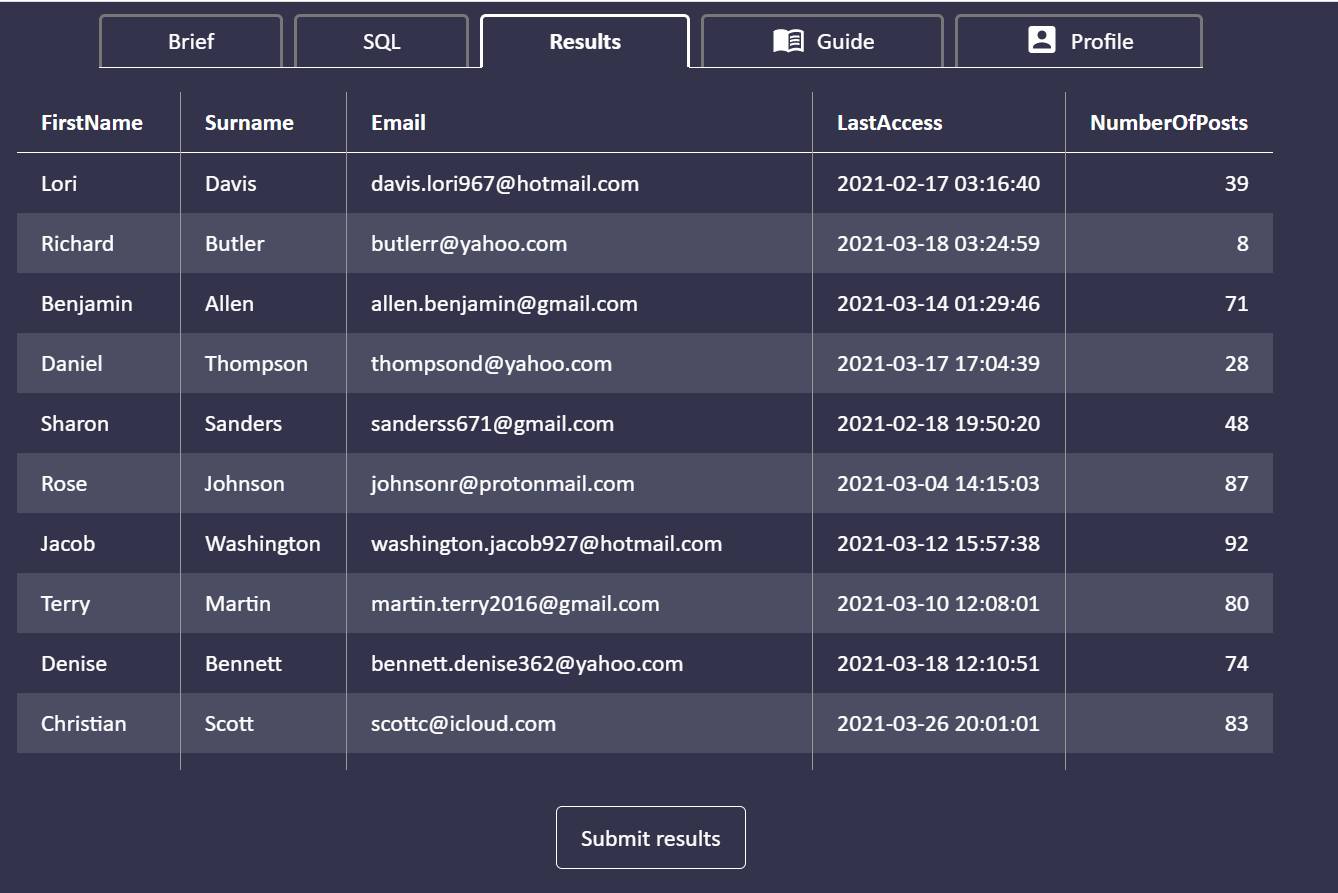 Brief SQL Results Guide Profile
FirstName Surname Email LastAccess NumberOfPosts
Lori Davis davis.lori967@hotmail.com 2021-02-17 03:16:40 39
Richard Butler butlerr@yahoo.com 2021-03-18 03:24:59 8
Benjamin Allen allen.benjamin@gmail.com 2021-03-14 01:29:46 71
Daniel Thompson thompsond@yahoo.com 2021-03-17 17:04:39 28
Sharon Sanders sanderss671@gmail.com 2021-02-18 19:50:20 48
Rose Johnson johnsonr@protonmail.com 2021-03-04 14:15:03 87
Jacob Washington washington.jacob927@hotmail.com 2021-03-12 15:57:38 92
Terry Martin martin.terry2016@gmail.com 2021-03-10 12:08:01 80
Denise Bennett bennett.denise362@yahoo.com 2021-03-18 12:10:51 74
Christian Scott scottc@icloud.com 2021-03-26 20:01:01 83
Submit results